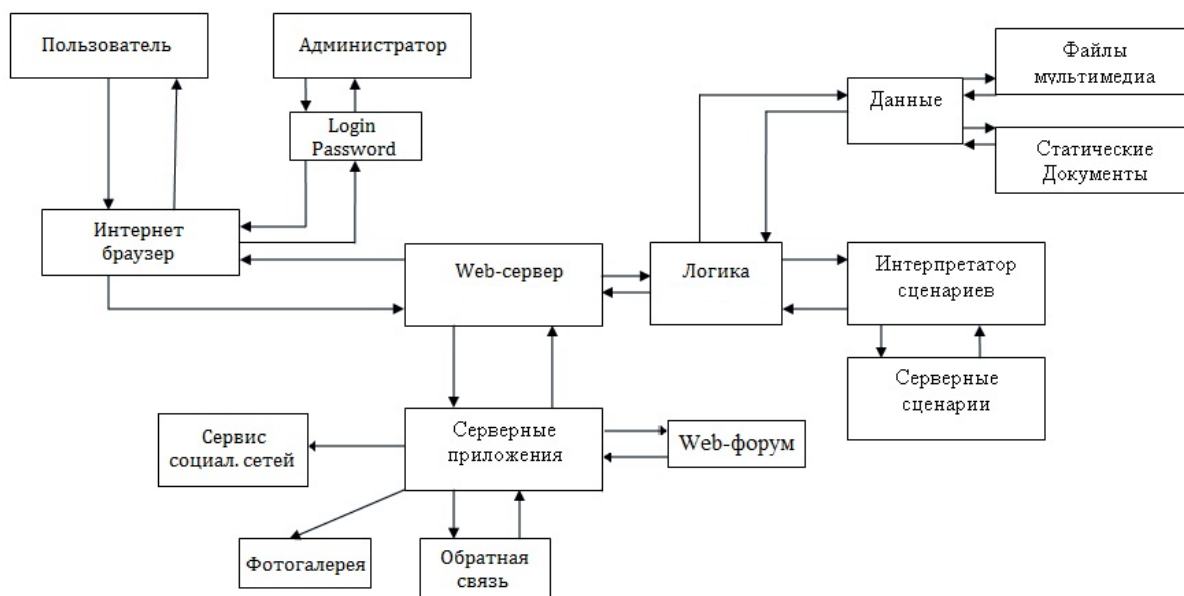 Пользователь
Администратор
Файлы
мультимедиа
Данные
Login
Password
Статические
Документы
Интернет
браузер
Web-сервер
Логика
Интерпретатор
сценариев
Серверные
сценарии
Сервис
социал. сетей
Серверные
приложения
Web-форум
Фотогалерея
Обратная
связь